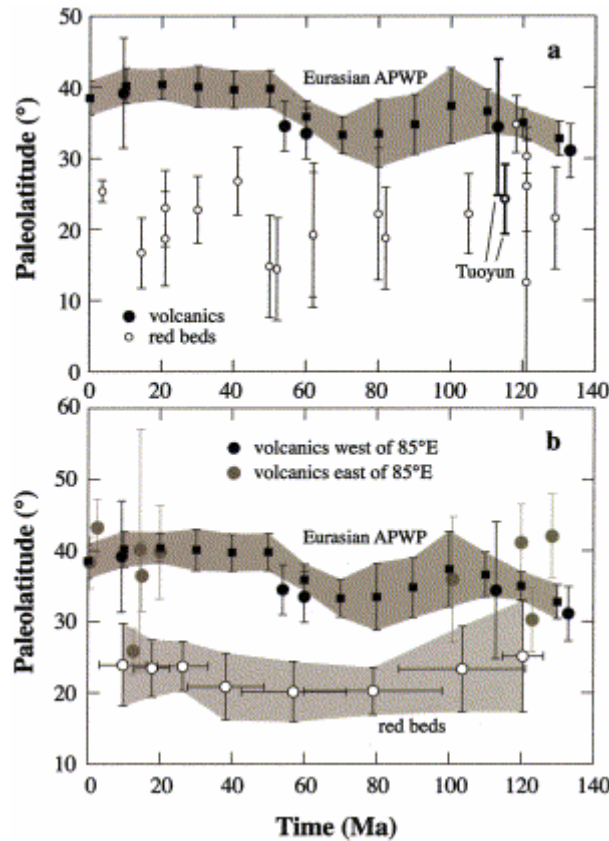 50
40
30
20
10
0
Paleolatitude (°)
a
Eurasian APWP
Tuoyun
volcanics
red beds
0
20
40
60
80
100
120
140
60
50
40
30
20
10
Paleolatitude (°)
b
volcanics west of 85°E
volcanics east of 85°E
Eurasian APWP
red beds
0
20
40
60
80
100
120
140
Time (Ma)